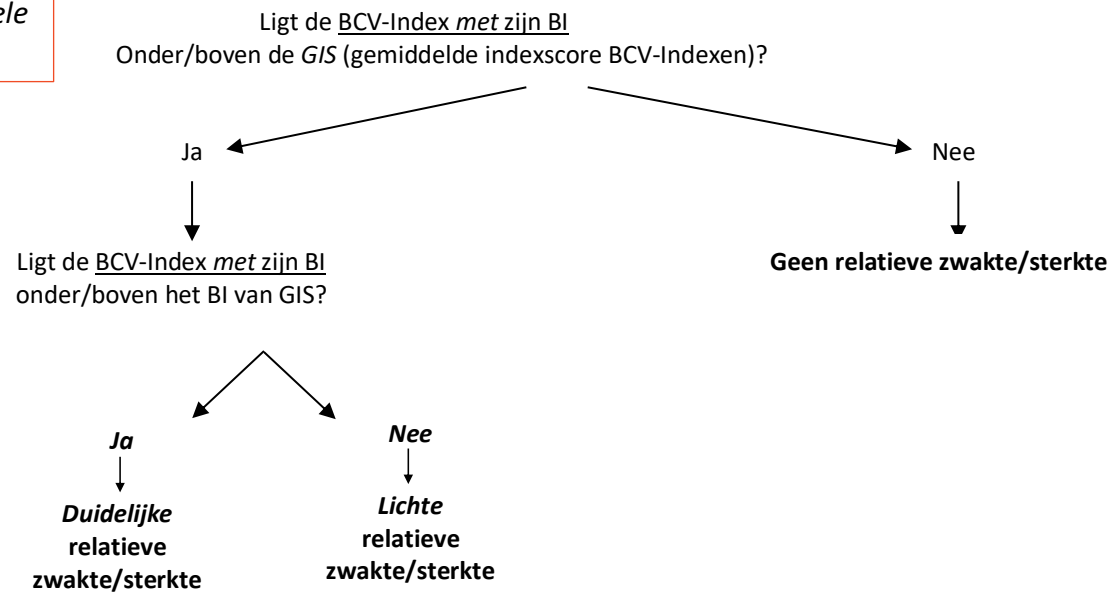 ele
Ligt de BCV-Index met zijn BI
Onder/boven de GIS (gemiddelde indexscore BCV-Indexen)?
Ja
Nee
Ligt de BCV-Index met zijn BI
onder/boven het BI van GIS?
Geen relatieve zwakte/sterkte
Ja
Nee
Duidelijke
relatieve
zwakte/sterkte
Lichte
relatieve
zwakte/sterkte